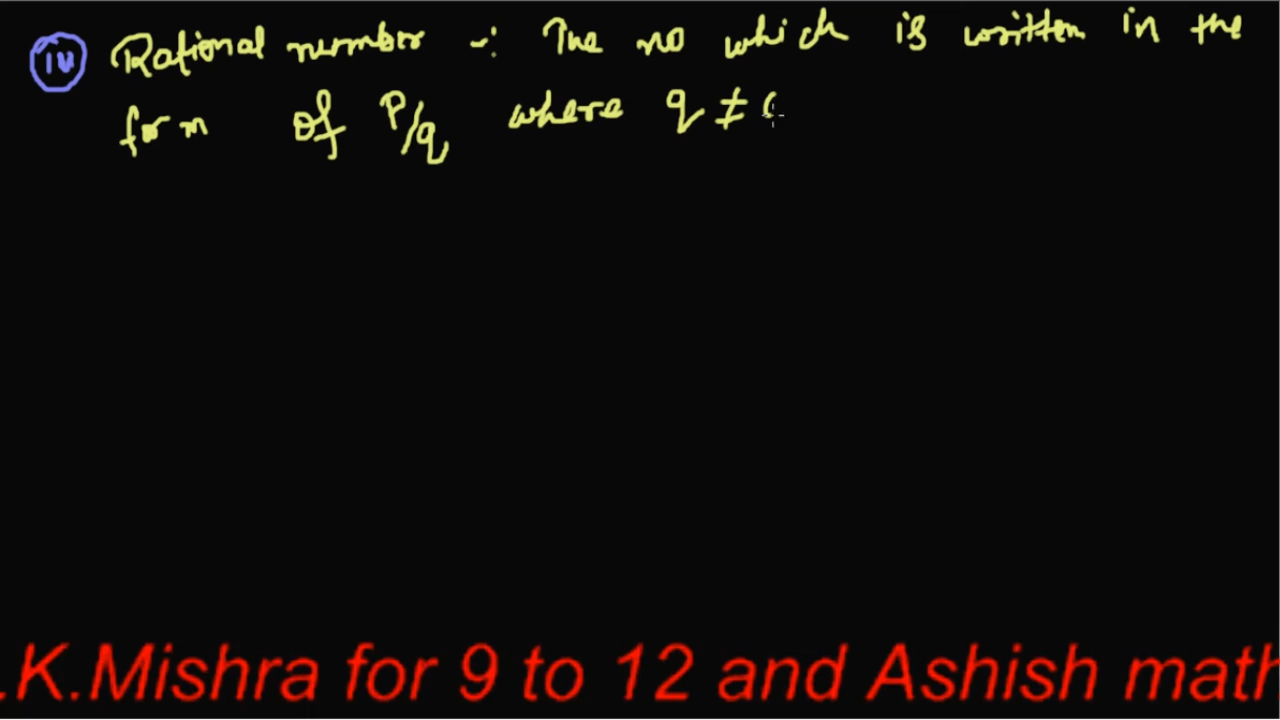 iv Rational number -: The no which is written in the
form of P/q where q ≠
.K.Mishra for 9 to 12 and Ashish math